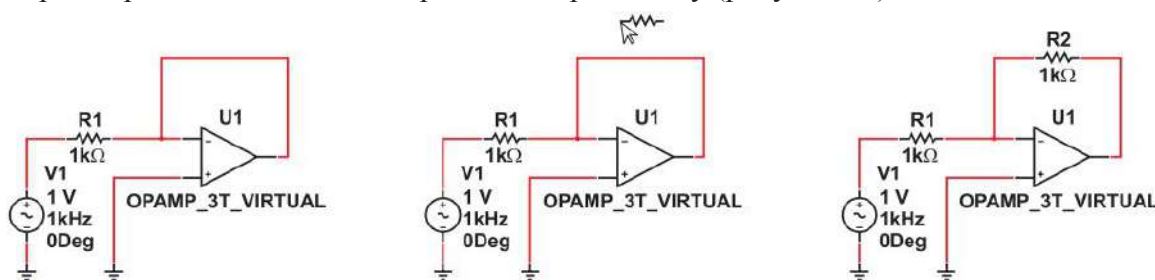 R1
1kΩ
U1
V1
1 V
1kHz
0Deg
OPAMP_3T_VIRTUAL
R1
1kΩ
U1
V1
1 V
1kHz
0Deg
OPAMP_3T_VIRTUAL
R2
1kΩ
R1
1kΩ
U1
V1
1 V
1kHz
0Deg
OPAMP_3T_VIRTUAL